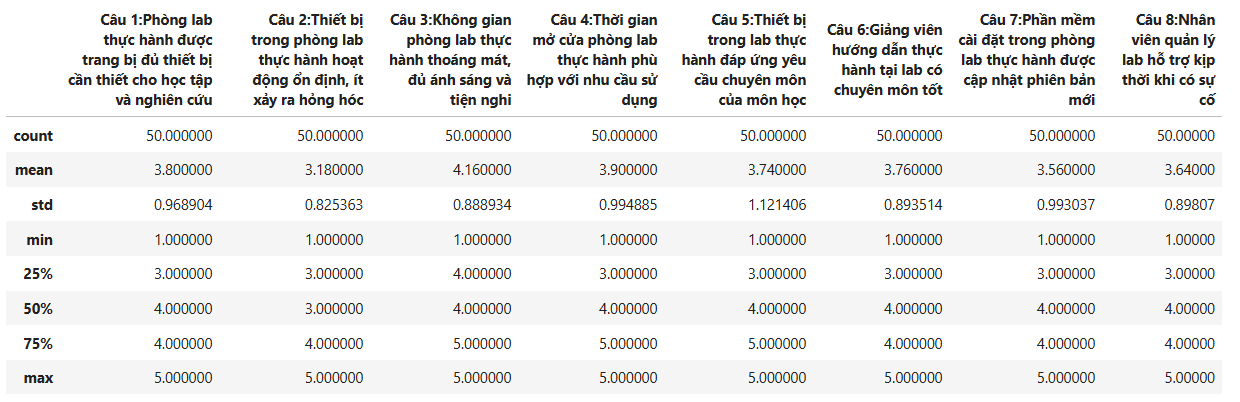 Câu 1:Phòng lab thực hành được trang bị đủ thiết bị cần thiết cho học tập và nghiên cứu
Câu 2:Thiết bị trong phòng lab thực hành hoạt động ổn định, ít xảy ra hỏng hóc
Câu 3:Không gian phòng lab thực hành thoáng mát, đủ ánh sáng và tiện nghi
Câu 4:Thời gian mở cửa phòng lab thực hành phù hợp với nhu cầu sử dụng
Câu 5:Thiết bị trong lab thực hành đáp ứng yêu cầu chuyên môn của môn học
Câu 6:Giảng viên hướng dẫn thực hành tại lab có chuyên môn tốt
Câu 7:Phần mềm cài đặt trong phòng lab thực hành được cập nhật phiên bản mới
Câu 8:Nhân viên quản lý lab hỗ trợ kịp thời khi có sự cố
count 50.000000 50.000000 50.000000 50.000000 50.000000 50.000000 50.000000 50.00000
mean 3.800000 3.180000 4.160000 3.900000 3.740000 3.760000 3.560000 3.64000
std 0.968904 0.825363 0.888934 0.994885 1.121406 0.893514 0.993037 0.89807
min 1.000000 1.000000 1.000000 1.000000 1.000000 1.000000 1.000000 1.00000
25% 3.000000 3.000000 4.000000 3.000000 3.000000 3.000000 3.000000 3.00000
50% 4.000000 3.000000 4.000000 4.000000 4.000000 4.000000 4.000000 4.00000
75% 4.000000 4.000000 5.000000 5.000000 5.000000 4.000000 4.000000 4.00000
max 5.000000 5.000000 5.000000 5.000000 5.000000 5.000000 5.000000 5.00000